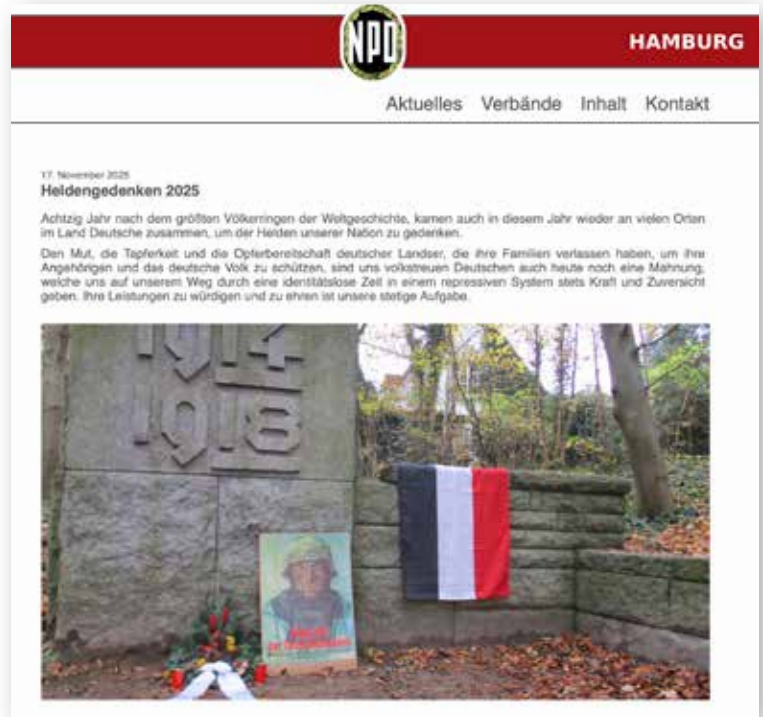 NPD
HAMBURG
Aktuelles Verbände Inhalt Kontakt
17. November 2025
Heldengedenken 2025
Achtzig Jahr nach dem größten Völkerringen der Weltgeschichte, kamen auch in diesem Jahr wieder an vielen Orten
im Land Deutsche zusammen, um der Helden unserer Nation zu gedenken.
Den Mut, die Tapferkeit und die Opferbereitschaft deutscher Landser, die ihre Familien verlassen haben, um ihre
Angehörigen und das deutsche Volk zu schützen, sind uns volkstreuen Deutschen auch heute noch eine Mahnung,
welche uns auf unserem Weg durch eine identitätslose Zeit in einem repressiven System stets Kraft und Zuversicht
geben. Ihre Leistungen zu würdigen und zu ehren ist unsere stetige Aufgabe.
1914
1918